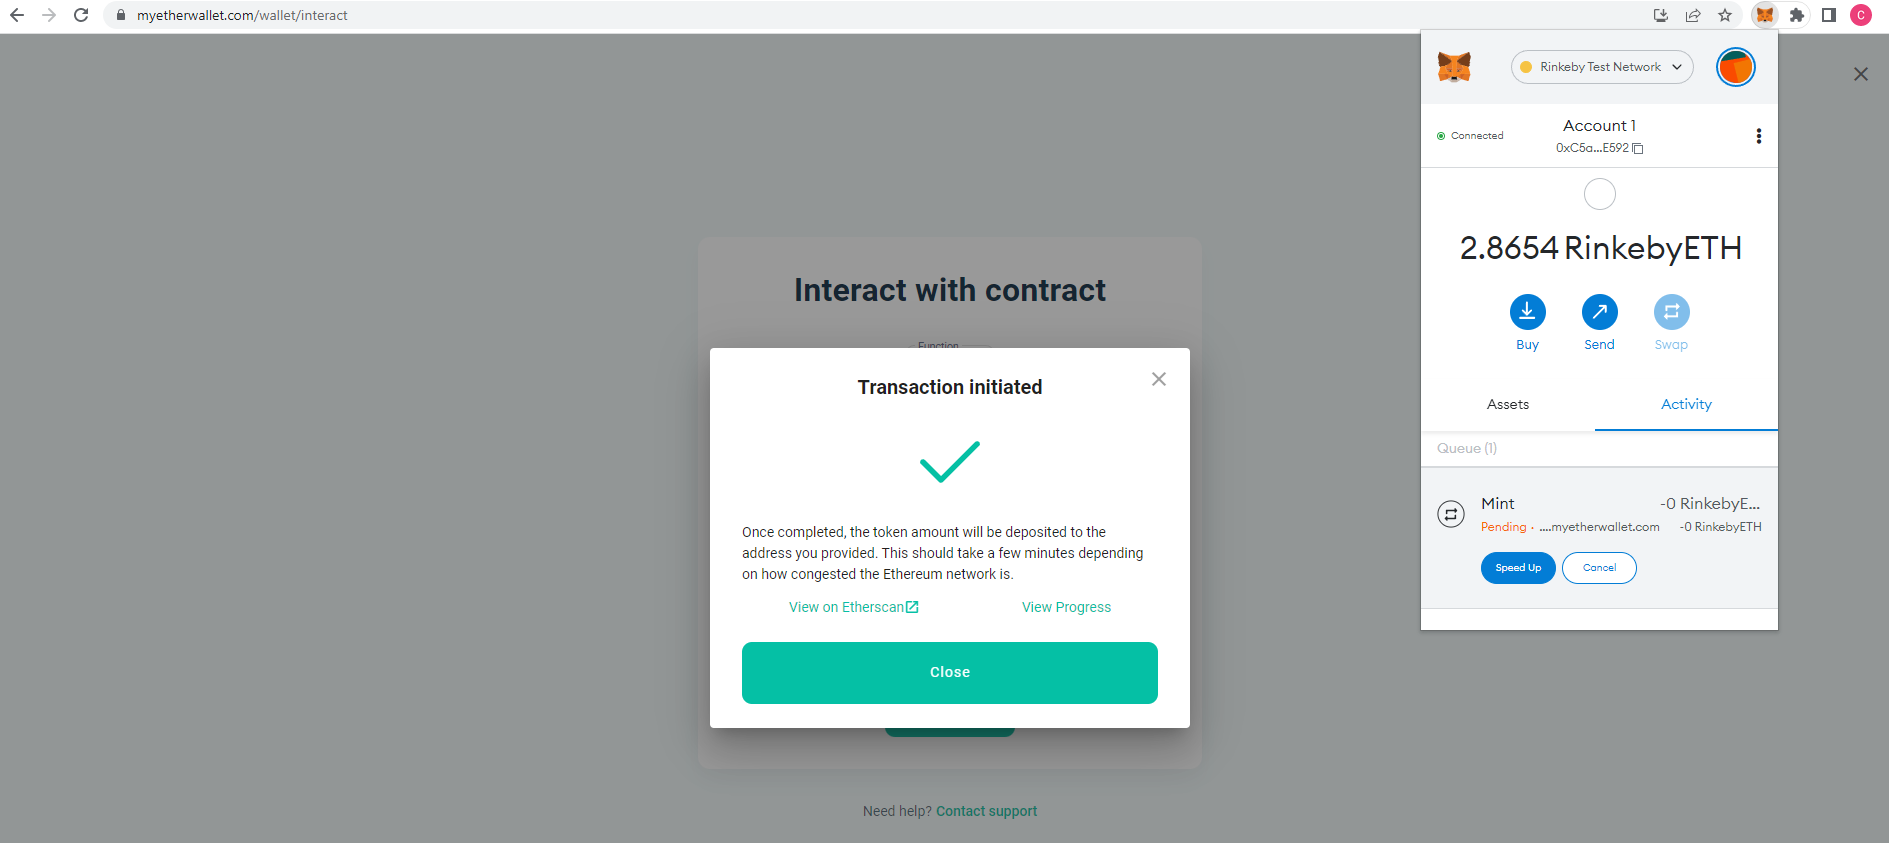 myetherwallet.com/wallet/interact
C
Rinkeby Test Network
Connected
Account 1
0xC5a...E592
2.8654 RinkebyETH
Buy
Send
Swap
Assets
Activity
Queue (1)
Mint
-0 RinkebyE...
Pending · ....myetherwallet.com
-0 RinkebyETH
Speed Up
Cancel
Interact with contract
Function
Transaction initiated
Once completed, the token amount will be deposited to the
address you provided. This should take a few minutes depending
on how congested the Ethereum network is.
View on Etherscan
View Progress
Close
Need help? Contact support